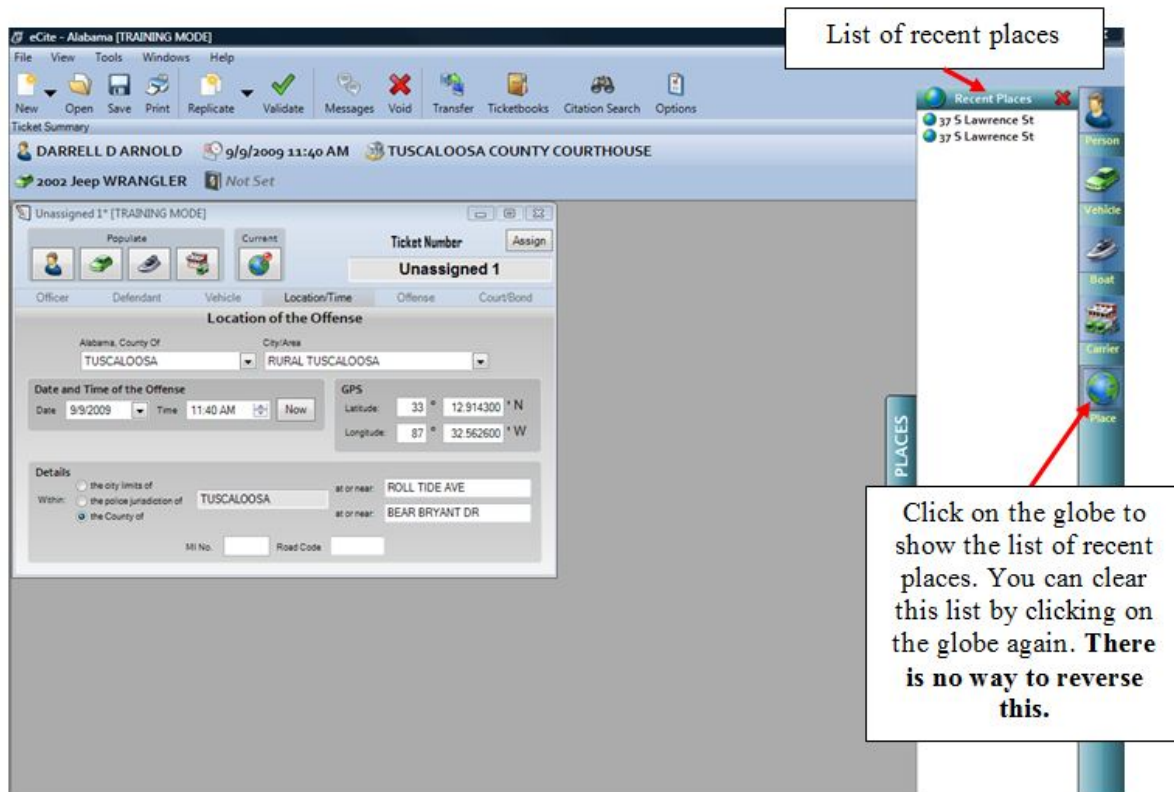 List of recent places
eCite - Alabama [TRAINING MODE]
File View Tools Windows Help
New Open Save Print Replicate Validate Messages Void Transfer Ticketbooks Citation Search Options
Ticket Summary
DARRELL D ARNOLD 9/9/2009 11:40 AM TUSCALOOSA COUNTY COURTHOUSE
2002 Jeep WRANGLER Not Set
Unassigned 1* [TRAINING MODE]
Populate Current Ticket Number Assign
Unassigned 1
Officer Defendant Vehicle Location/Time Offense Court/Bond
Location of the Offense
Alabama, County Of City/Area
TUSCALOOSA RURAL TUSCALOOSA
Date and Time of the Offense
Date 9/9/2009 Time 11:40 AM Now
GPS
Latitude: 33 ° 12.914300 ' N
Longitude: 87 ° 32.562600 ' W
Details
Within: the city limits of
the police jurisdiction of
the County of
TUSCALOOSA
at or near: ROLL TIDE AVE
at or near: BEAR BRYANT DR
MI No. Road Code
Recent Places
37 S Lawrence St
37 S Lawrence St
PLACES
Person
Vehicle
Boat
Carrier
Place
Click on the globe to
show the list of recent
places. You can clear
this list by clicking on
the globe again. There
is no way to reverse
this.